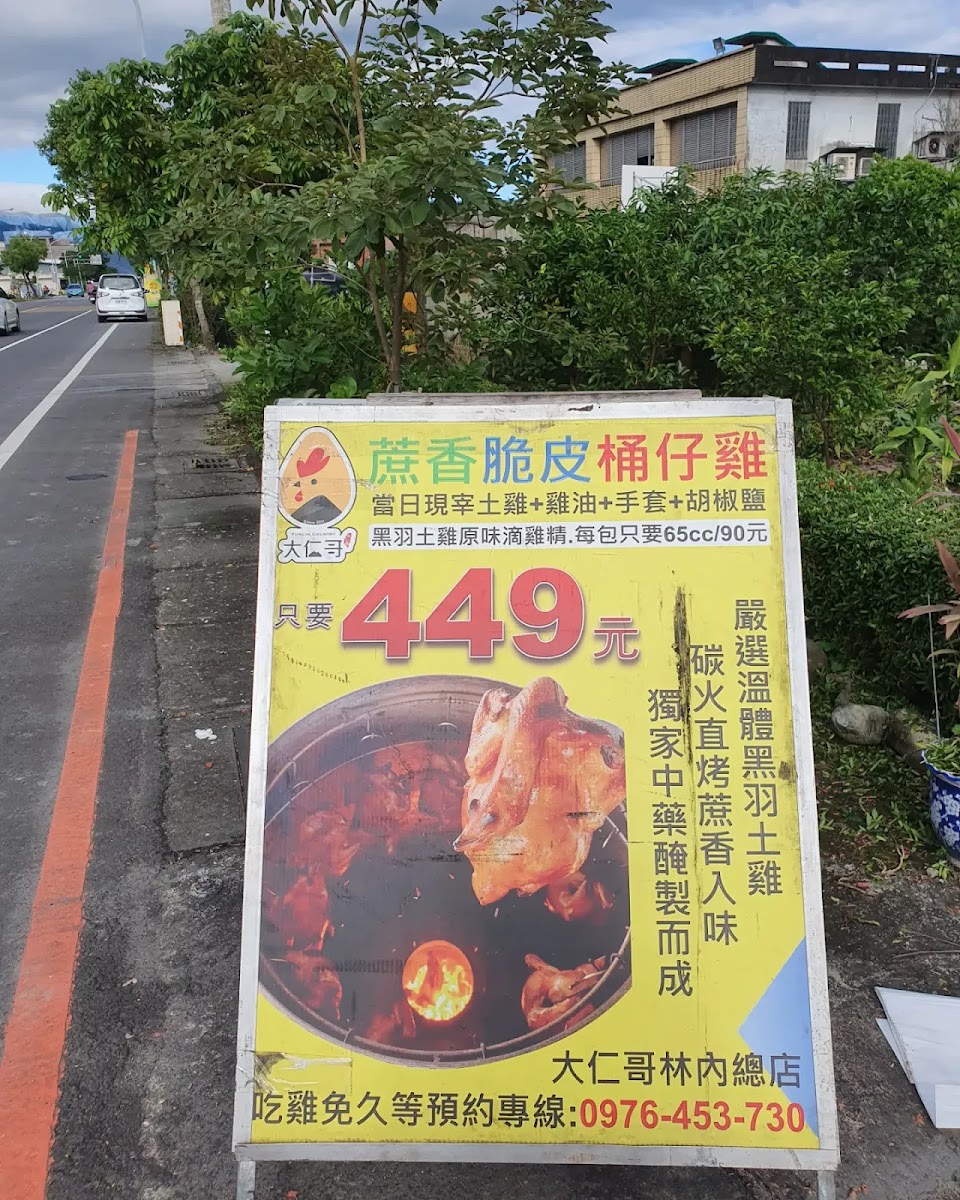 蔗香脆皮桶仔雞
當日現宰土雞+雞油+手套+胡椒鹽
大仁哥
黑羽土雞原味滴雞精.每包只要65cc/90元
只要449元
嚴選溫體黑羽土雞
碳火直烤蔗香入味
獨家中藥醃製而成
大仁哥林內總店
吃雞免久等預約專線:0976-453-730